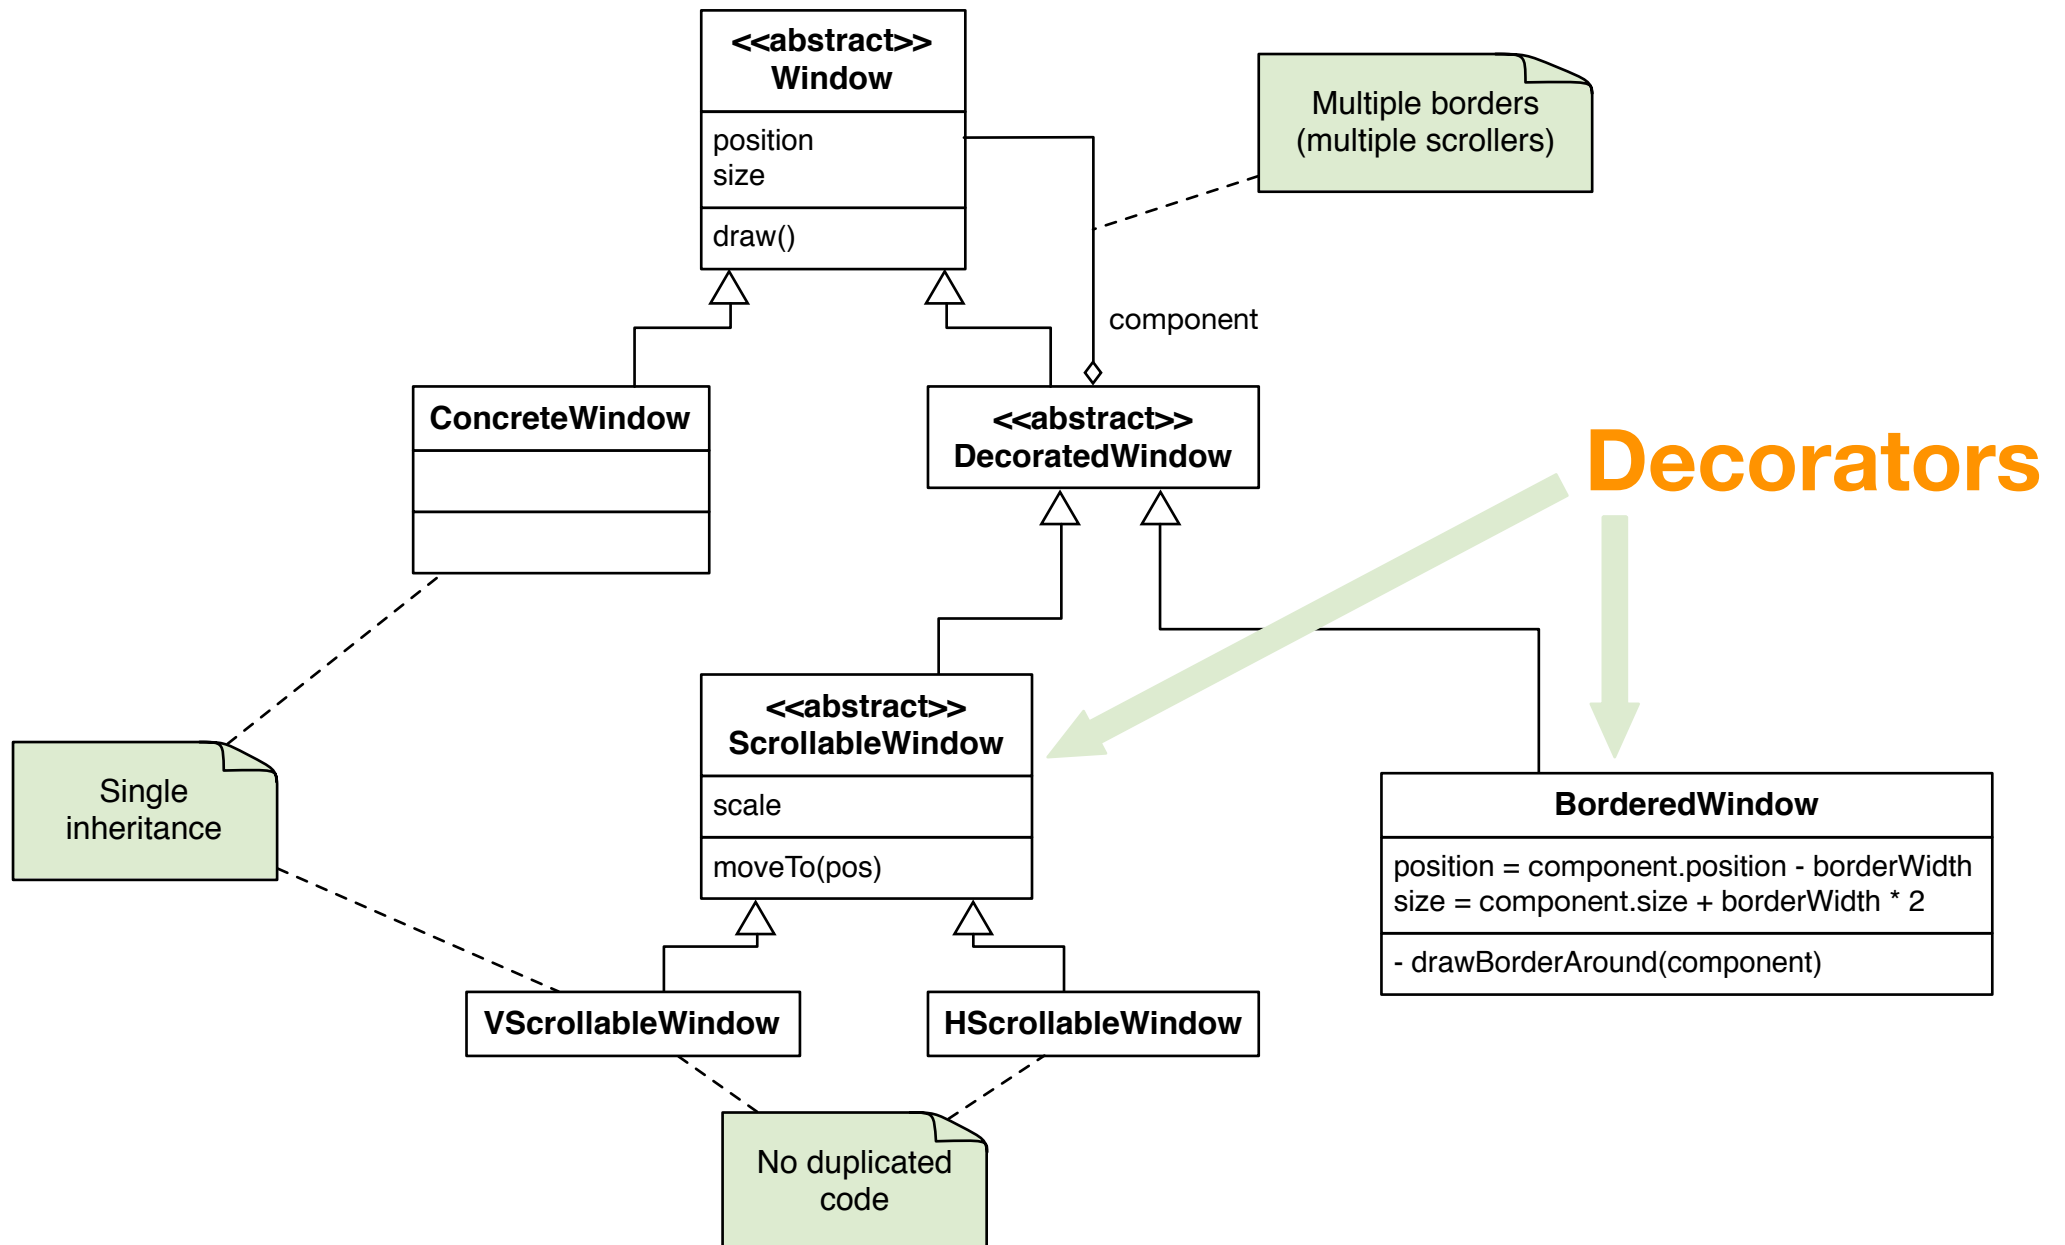 <<abstract>>
Window
position
size
draw()
Multiple borders
(multiple scrollers)
component
ConcreteWindow
<<abstract>>
DecoratedWindow
Decorators
<<abstract>>
ScrollableWindow
scale
moveTo(pos)
Single
inheritance
BorderedWindow
position = component.position - borderWidth
size = component.size + borderWidth * 2
- drawBorderAround(component)
VScrollableWindow
HScrollableWindow
No duplicated
code